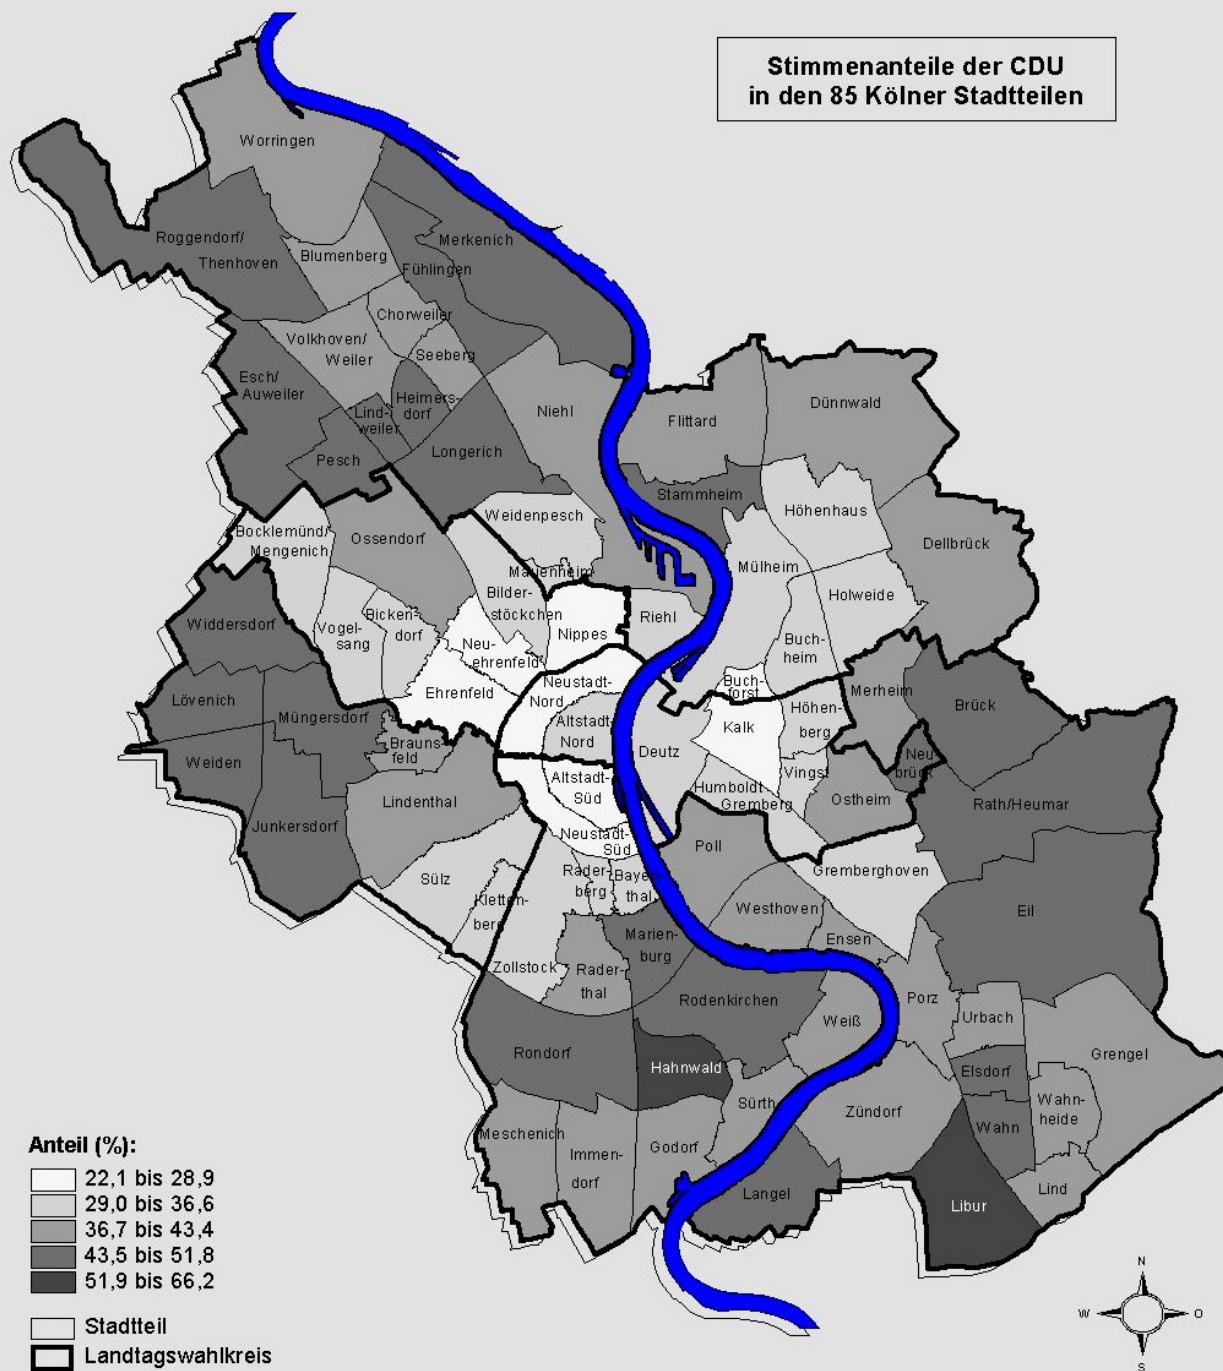 Stimmenanteile der CDU
in den 85 Kölner Stadtteilen
Worringen
Roggendorf/
Thenhoven
Blumenberg
Merkenich
Fühlingen
Chorweiler
Volkhoven/
Weiler
Seeberg
Esch/
Auweiler
Heimers-
dorf
Lind-
weiler
Pesch
Longerich
Niehl
Flittard
Dünnwald
Stammheim
Höhenhaus
Dellbrück
Weidenpesch
Bocklemünd/
Mengenich
Ossendorf
Mauenheim
Mülheim
Holweide
Bilder-
stöckchen
Widdersdorf
Vogel-
sang
Bicken-
dorf
Nippes
Riehl
Buch-
heim
Neu-
ehrenfeld
Ehrenfeld
Neustadt-
Nord
Buch-
forst
Merheim
Brück
Lövenich
Müngersdorf
Altstadt-
Nord
Kalk
Höhen-
berg
Brauns-
feld
Deutz
Neu-
brück
Weiden
Vingst
Altstadt-
Süd
Humboldt
Gremberg
Ostheim
Rath/Heumar
Lindenthal
Junkersdorf
Neustadt-
Süd
Poll
Sülz
Rader-
berg
Bayen-
thal
Gremberghoven
Kletten-
berg
Westhoven
Eil
Marien-
burg
Ensen
Zollstock
Rader-
thal
Rodenkirchen
Porz
Weiß
Urbach
Rondorf
Hahnwald
Grengel
Elsdorf
Sürth
Zündorf
Wahn-
heide
Wahn
Meschenich
Immen-
dorf
Godorf
Langel
Lind
Libur
Anteil (%):
22,1 bis 28,9
29,0 bis 36,6
36,7 bis 43,4
43,5 bis 51,8
51,9 bis 66,2
Stadtteil
Landtagswahlkreis
N
W
O
S